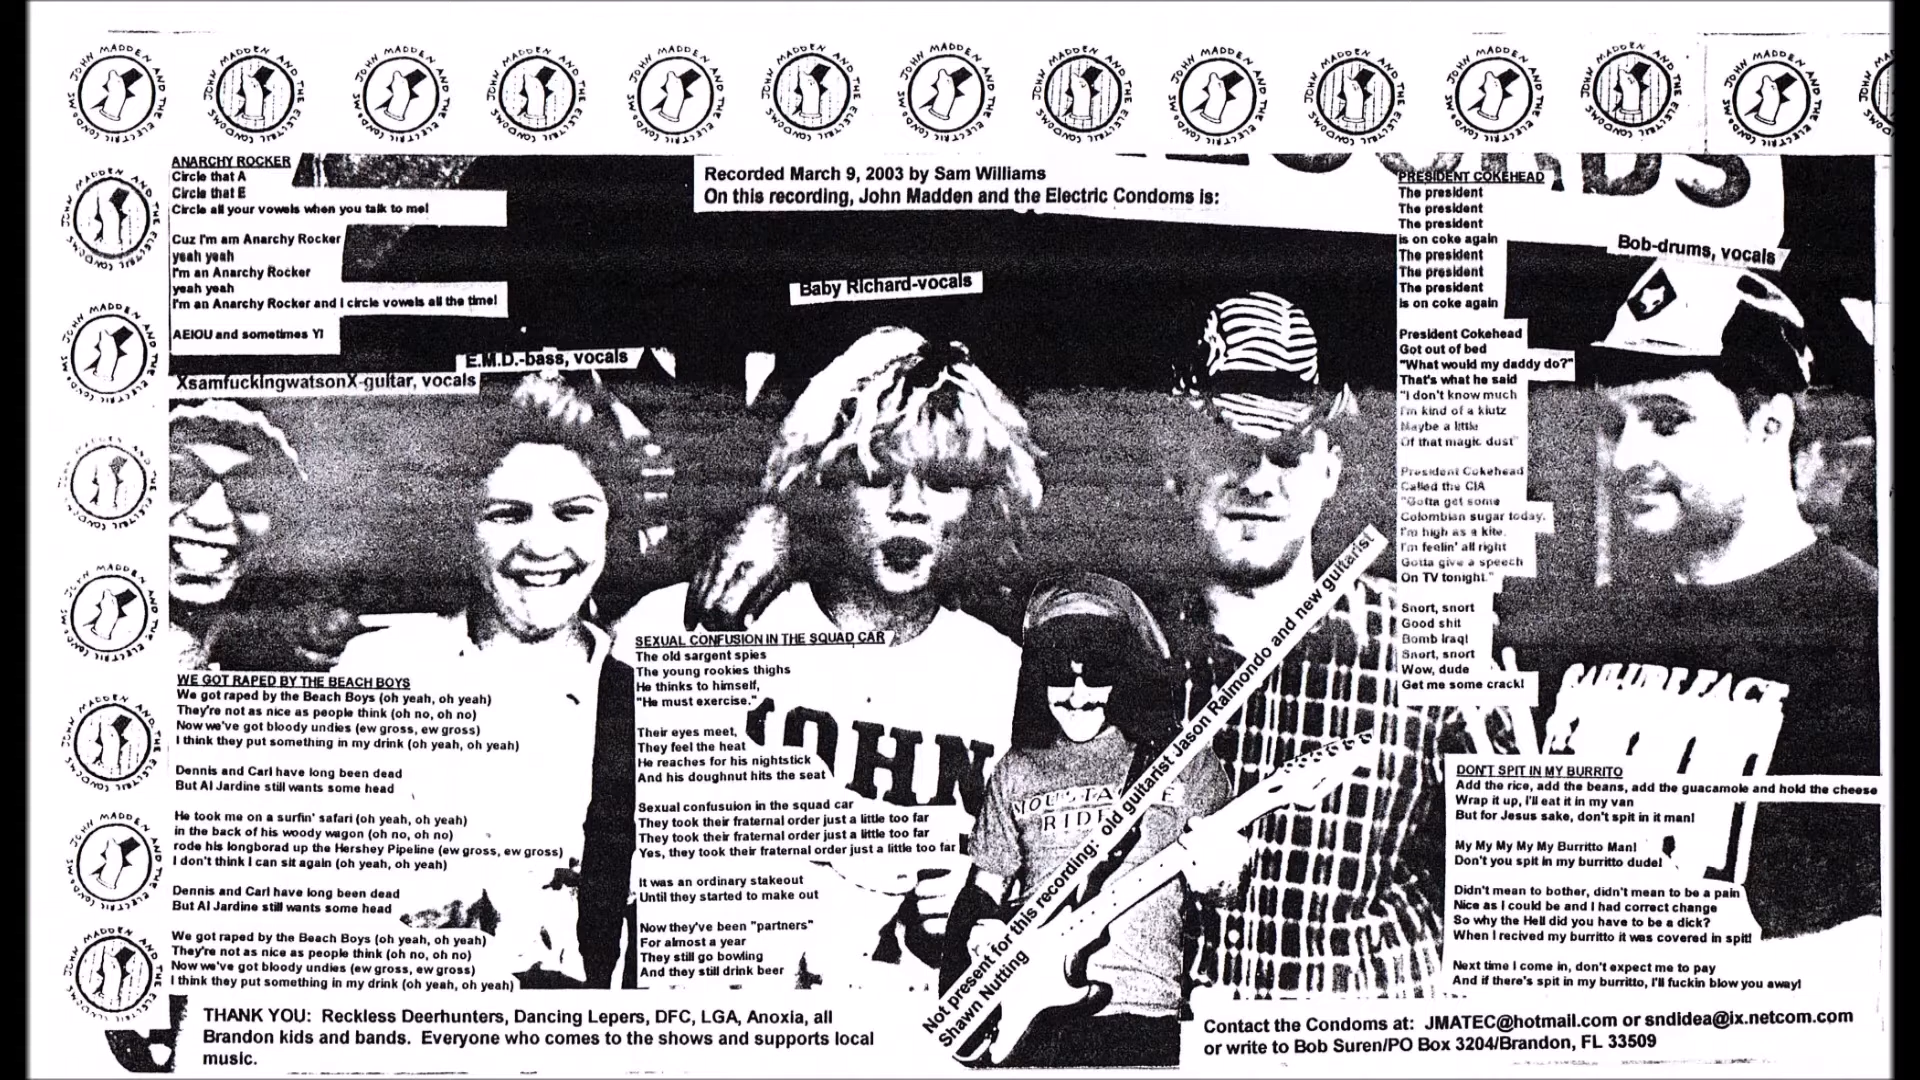 JOHN MADDEN AND THE ELECTRIC CONDOMS
ANARCHY ROCKER
Circle that A
Circle that E
Circle all your vowels when you talk to me!
Cuz I'm am Anarchy Rocker
yeah yeah
I'm an Anarchy Rocker
yeah yeah
I'm an Anarchy Rocker and I circle vowels all the time!
AEIOU and sometimes Y!
XsamfuckingwatsonX-guitar, vocals
E.M.D.-bass, vocals
Recorded March 9, 2003 by Sam Williams
On this recording, John Madden and the Electric Condoms is:
Baby Richard-vocals
Bob-drums, vocals
PRESIDENT COKEHEAD
The president
The president
The president
is on coke again
The president
The president
The president
is on coke again
President Cokehead
Got out of bed
"What would my daddy do?"
That's what he said
"I don't know much
I'm kind of a klutz
Maybe a little
Of that magic dust"
President Cokehead
Called the CIA
"Gotta get some
Colombian sugar today.
I'm high as a kite.
I'm feelin' all right
Gotta give a speech
On TV tonight."
Snort, snort
Good shit
Bomb Iraq!
Snort, snort
Wow, dude
Get me some crack!
WE GOT RAPED BY THE BEACH BOYS
We got raped by the Beach Boys (oh yeah, oh yeah)
They're not as nice as people think (oh no, oh no)
Now we've got bloody undies (ew gross, ew gross)
I think they put something in my drink (oh yeah, oh yeah)
Dennis and Carl have long been dead
But Al Jardine still wants some head
He took me on a surfin' safari (oh yeah, oh yeah)
in the back of his woody wagon (oh no, oh no)
rode his longborad up the Hershey Pipeline (ew gross, ew gross)
I don't think I can sit again (oh yeah, oh yeah)
Dennis and Carl have long been dead
But Al Jardine still wants some head
We got raped by the Beach Boys (oh yeah, oh yeah)
They're not as nice as people think (oh no, oh no)
Now we've got bloody undies (ew gross, ew gross)
I think they put something in my drink (oh yeah, oh yeah)
SEXUAL CONFUSION IN THE SQUAD CAR
The old sargent spies
The young rookies thighs
He thinks to himself,
"He must exercise."
Their eyes meet,
They feel the heat
He reaches for his nightstick
And his doughnut hits the seat
Sexual confusuion in the squad car
They took their fraternal order just a little too far
They took their fraternal order just a little too far
Yes, they took their fraternal order just a little too far
It was an ordinary stakeout
Until they started to make out
Now they've been "partners"
For almost a year
They still go bowling
And they still drink beer
JOHN
RIDE
Not present for this recording: old guitarist Jason Raimondo and new guitarist
Shawn Nutting
DON'T SPIT IN MY BURRITO
Add the rice, add the beans, add the guacamole and hold the cheese
Wrap it up, I'll eat it in my van
But for Jesus sake, don't spit in it man!
My My My My My Burritto Man!
Don't you spit in my burritto dude!
Didn't mean to bother, didn't mean to be a pain
Nice as I could be and I had correct change
So why the Hell did you have to be a dick?
When I recived my burritto it was covered in spit!
Next time I come in, don't expect me to pay
And if there's spit in my burritto, I'll fuckin blow you away!
THANK YOU: Reckless Deerhunters, Dancing Lepers, DFC, LGA, Anoxia, all
Brandon kids and bands. Everyone who comes to the shows and supports local
music.
Contact the Condoms at: JMATEC@hotmail.com or sndidea@ix.netcom.com
or write to Bob Suren/PO Box 3204/Brandon, FL 33509